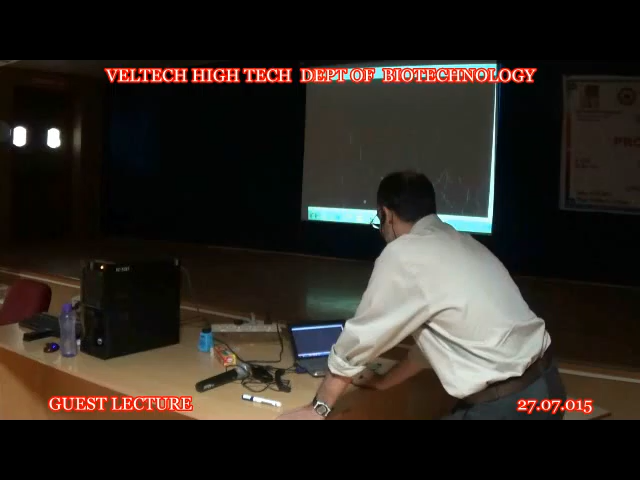 VELTECH HIGH TECH  DEPT OF  BIOTECHNOLOGY
GUEST LECTURE
27.07.015